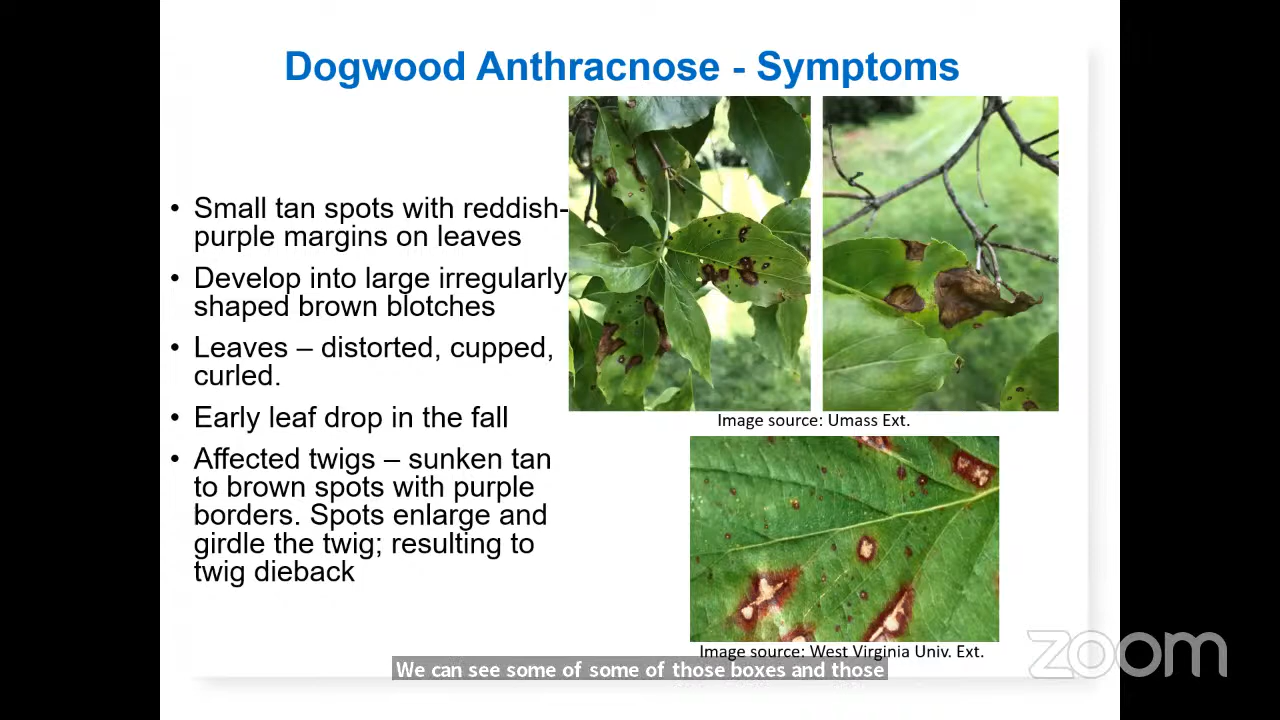 Dogwood Anthracnose - Symptoms
• Small tan spots with reddish-
purple margins on leaves
• Develop into large irregularly
shaped brown blotches
• Leaves – distorted, cupped,
curled.
• Early leaf drop in the fall
• Affected twigs – sunken tan
to brown spots with purple
borders. Spots enlarge and
girdle the twig; resulting to
twig dieback
Image source: Umass Ext.
Image source: West Virginia Univ. Ext.
We can see some of some of those boxes and those
zoom